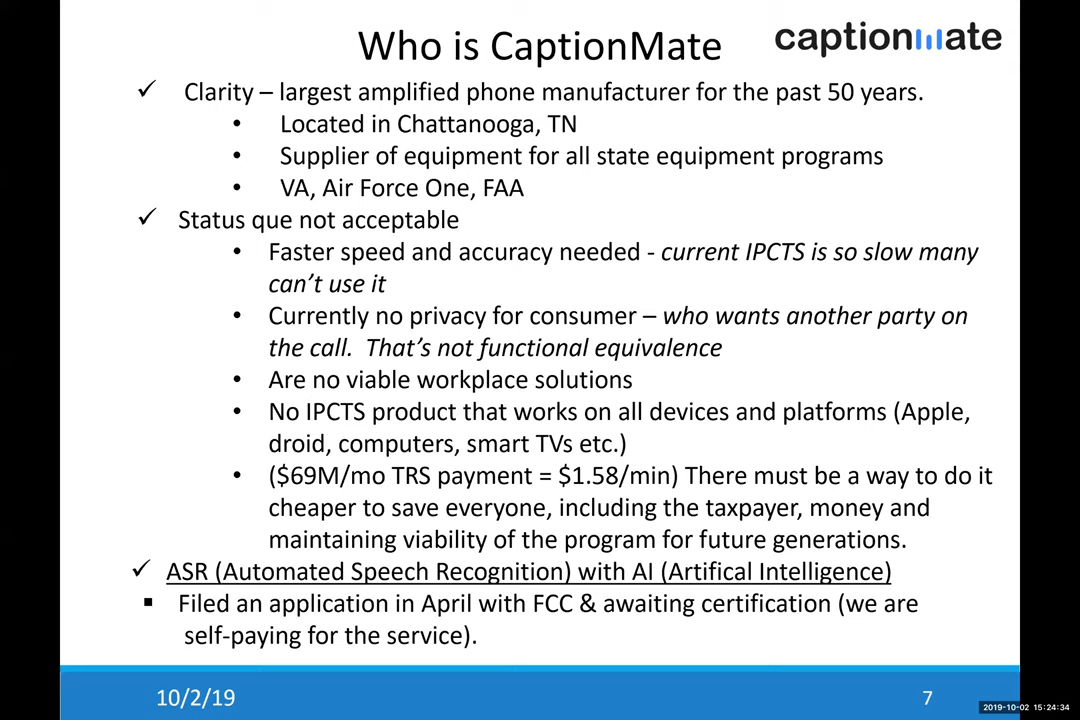 Who is CaptionMate
captionmate
✓ Clarity – largest amplified phone manufacturer for the past 50 years.
• Located in Chattanooga, TN
• Supplier of equipment for all state equipment programs
• VA, Air Force One, FAA
✓ Status que not acceptable
• Faster speed and accuracy needed - current IPCTS is so slow many
can’t use it
• Currently no privacy for consumer – who wants another party on
the call.  That’s not functional equivalence
• Are no viable workplace solutions
• No IPCTS product that works on all devices and platforms (Apple,
droid, computers, smart TVs etc.)
• ($69M/mo TRS payment = $1.58/min) There must be a way to do it
cheaper to save everyone, including the taxpayer, money and
maintaining viability of the program for future generations.
✓ ASR (Automated Speech Recognition) with AI (Artifical Intelligence)
▪ Filed an application in April with FCC & awaiting certification (we are
self-paying for the service).
10/2/19
7
2019-10-02 15:24:34